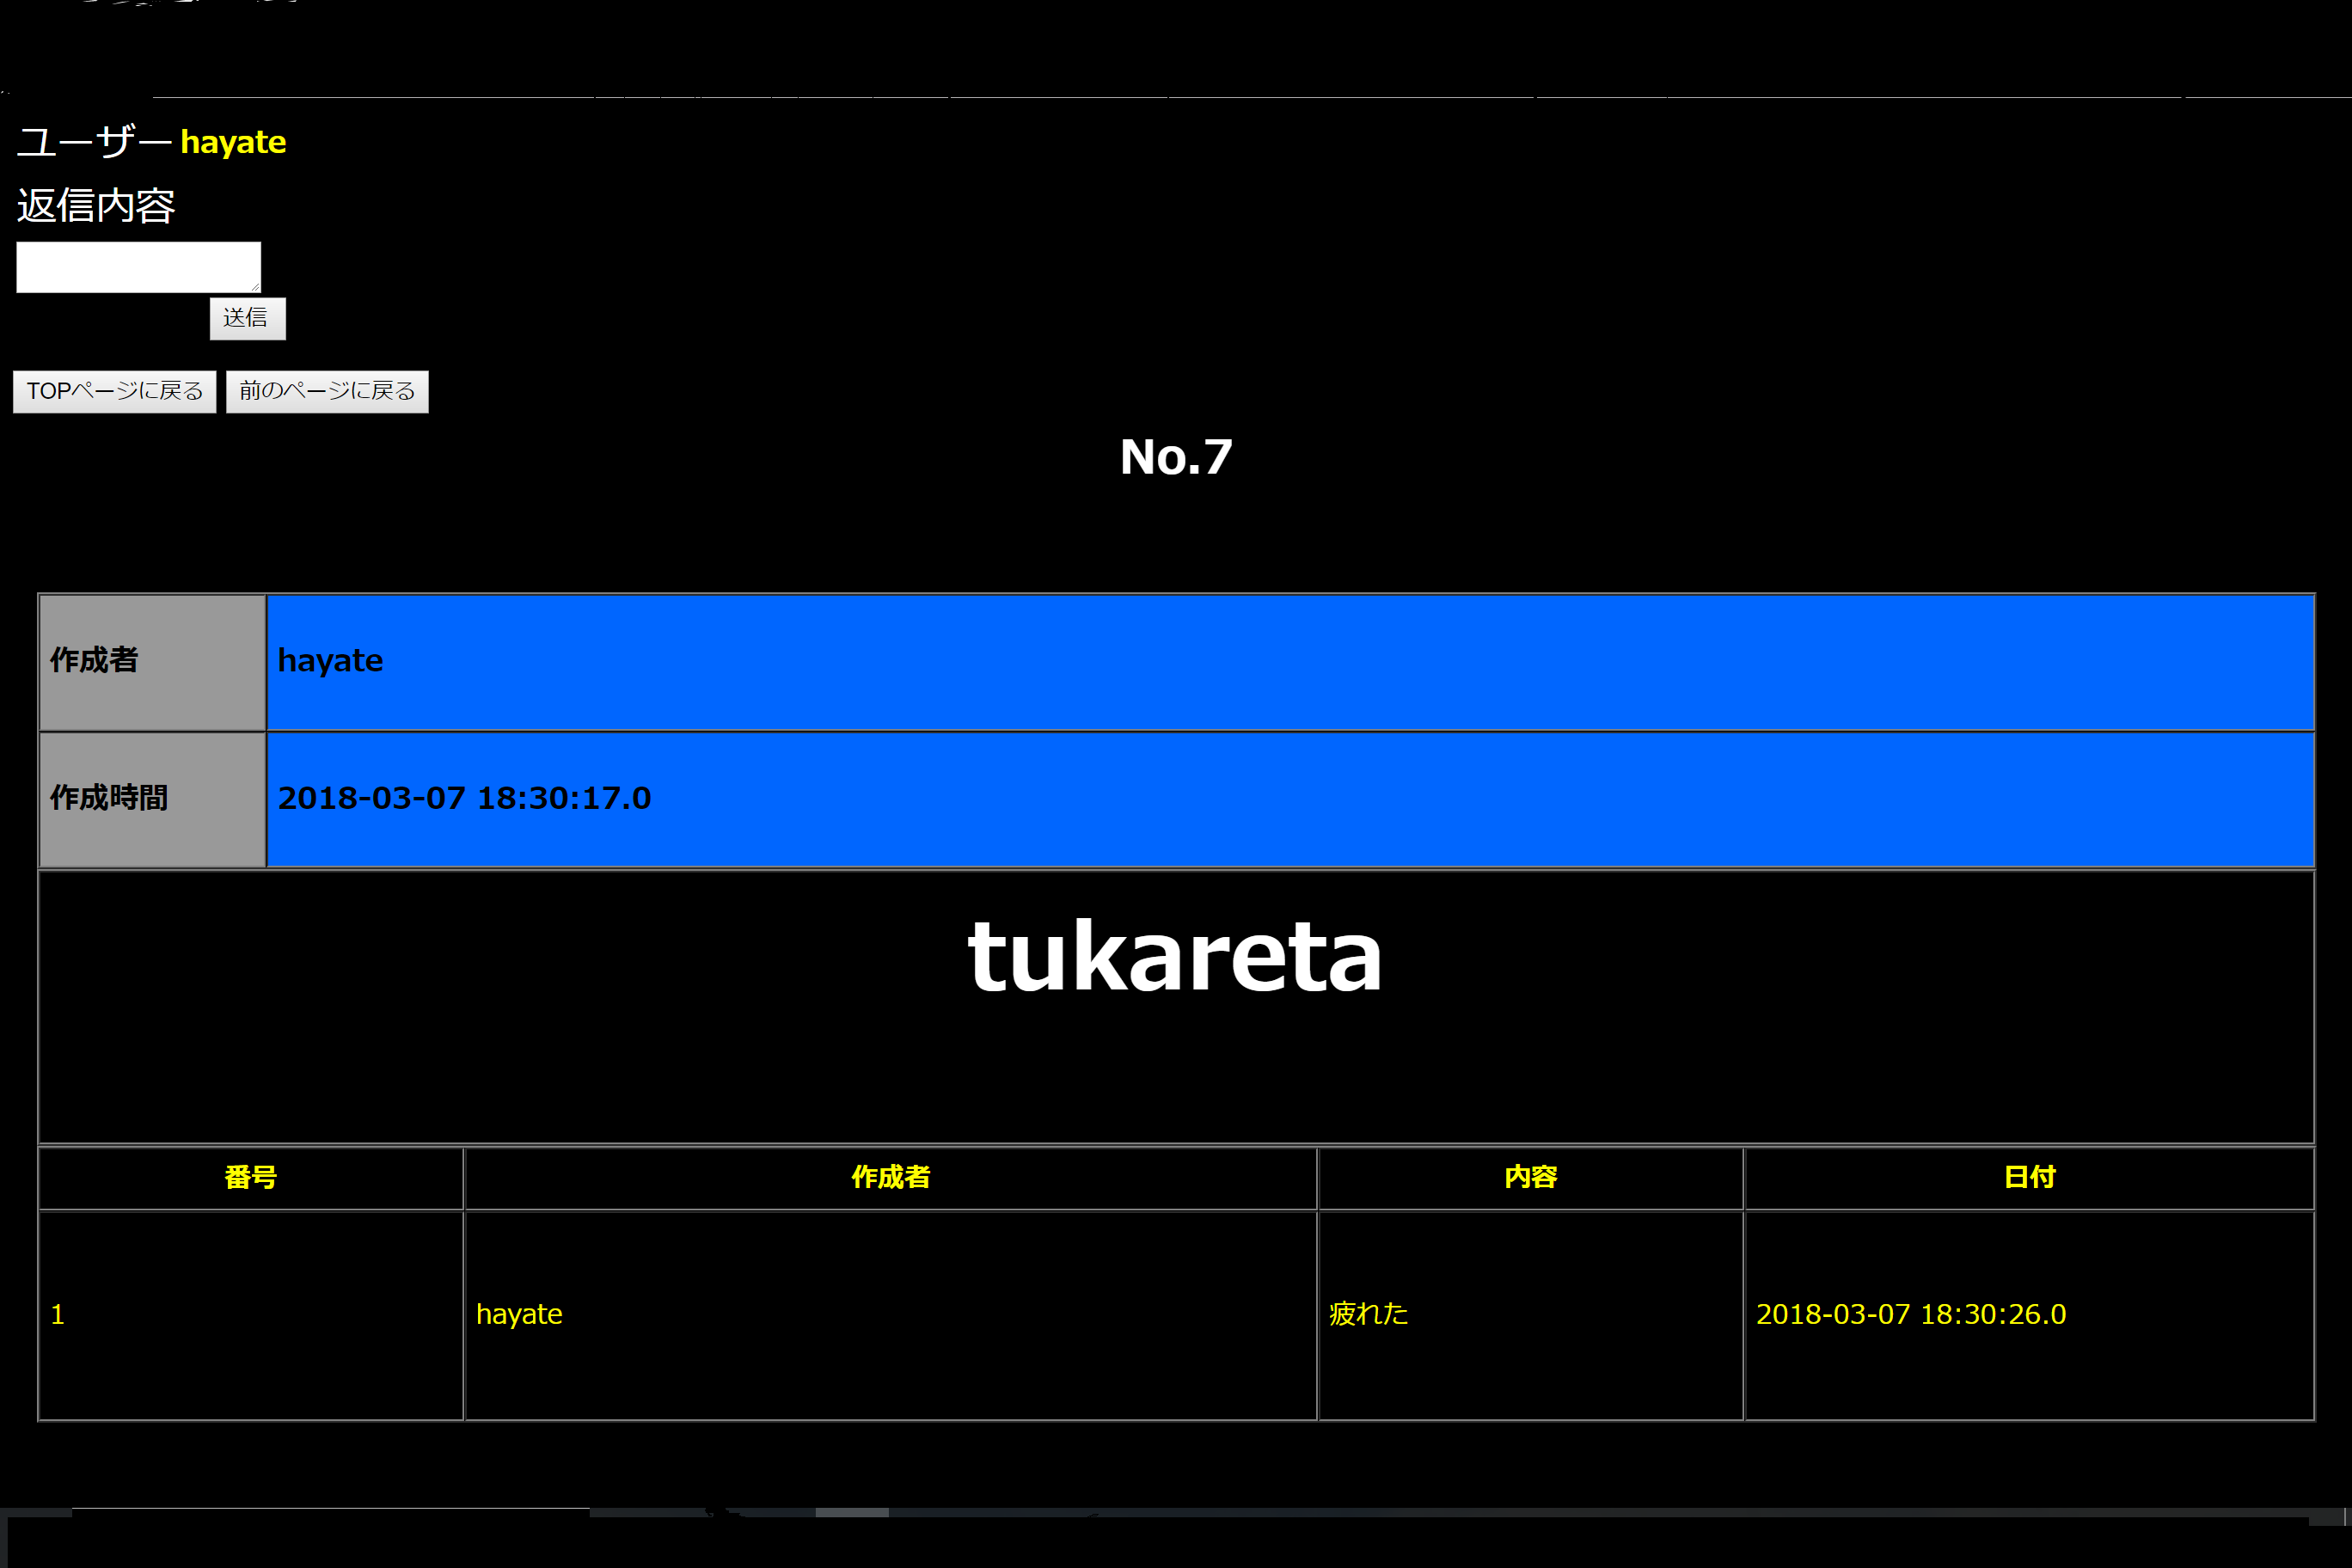 ユーザー hayate
返信内容
送信
TOPページに戻る 前のページに戻る
No.7
作成者 hayate
作成時間 2018-03-07 18:30:17.0
tukareta
番号 作成者 内容 日付
1 hayate 疲れた 2018-03-07 18:30:26.0